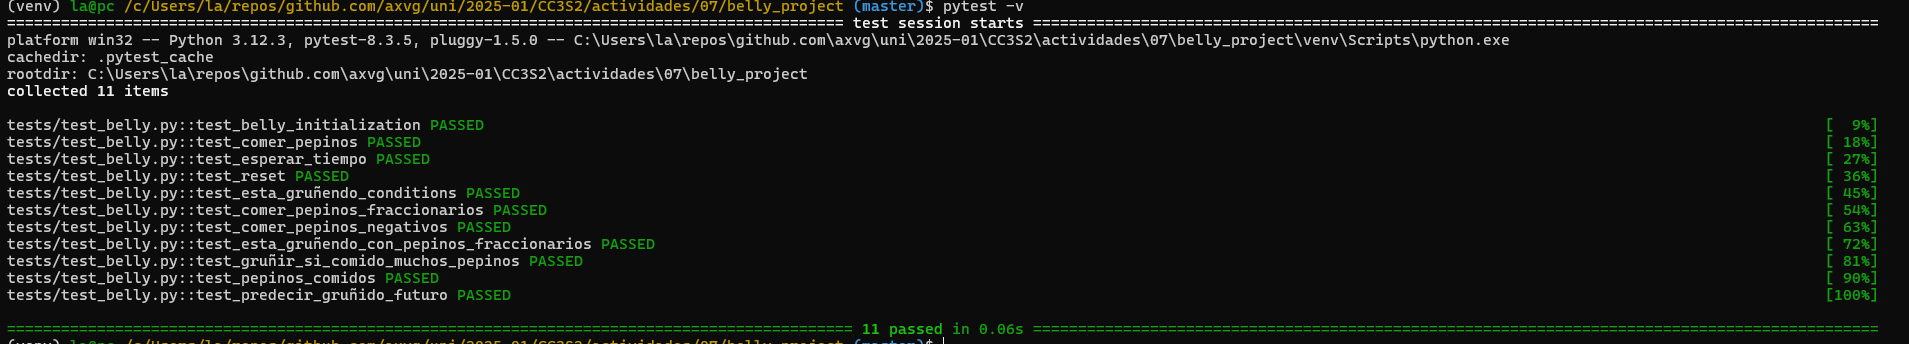 (venv) la@pc /c/Users/la/repos/github.com/axvg/uni/2025-01/CC3S2/actividades/07/belly_project (master)$ pytest -v
============================================================================================= test session starts ==============================================================================================
platform win32 -- Python 3.12.3, pytest-8.3.5, pluggy-1.5.0 -- C:\Users\la\repos\github.com\axvg\uni\2025-01\CC3S2\actividades\07\belly_project\venv\Scripts\python.exe
cachedir: .pytest_cache
rootdir: C:\Users\la\repos\github.com\axvg\uni\2025-01\CC3S2\actividades\07\belly_project
collected 11 items
tests/test_belly.py::test_belly_initialization PASSED [  9%]
tests/test_belly.py::test_comer_pepinos PASSED [ 18%]
tests/test_belly.py::test_esperar_tiempo PASSED [ 27%]
tests/test_belly.py::test_reset PASSED [ 36%]
tests/test_belly.py::test_esta_gruñendo_conditions PASSED [ 45%]
tests/test_belly.py::test_comer_pepinos_fraccionarios PASSED [ 54%]
tests/test_belly.py::test_comer_pepinos_negativos PASSED [ 63%]
tests/test_belly.py::test_esta_gruñendo_con_pepinos_fraccionarios PASSED [ 72%]
tests/test_belly.py::test_gruñir_si_comido_muchos_pepinos PASSED [ 81%]
tests/test_belly.py::test_pepinos_comidos PASSED [ 90%]
tests/test_belly.py::test_predecir_gruñido_futuro PASSED [100%]
============================================================================================== 11 passed in 0.06s ==============================================================================================
(venv) la@pc /c/Users/la/repos/github.com/axvg/uni/2025-01/CC3S2/actividades/07/belly_project (master)$